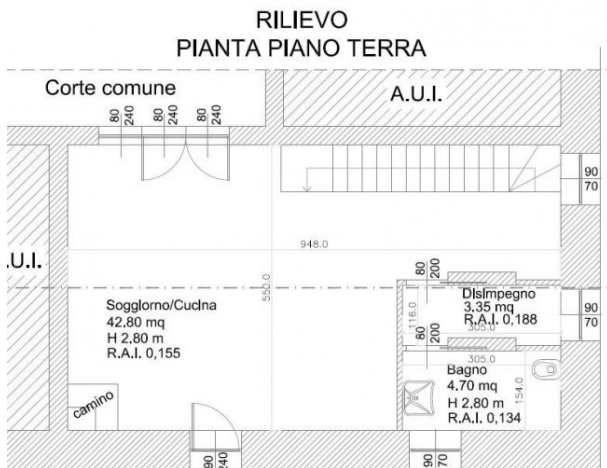 RILIEVO
PIANTA PIANO TERRA
Corte comune
A.U.I.
80
240
80
240
80
240
90
70
948.0
.U.I.
550.0
80
200
Soggiorno/Cucina
42.80 mq
H 2.80 m
R.A.I. 0,155
Disimpegno
3.35 mq
R.A.I. 0,188
305.0
116.0
90
70
80
200
305.0
Bagno
4.70 mq
H 2.80 m
R.A.I. 0,134
154.0
camino
90
240
90
70